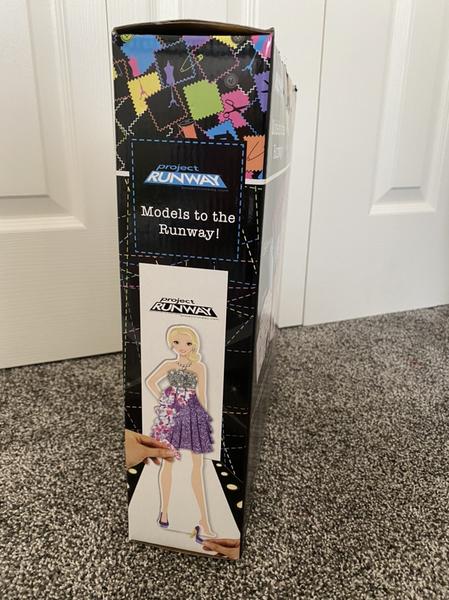 project
RUNWAY
Models to the
Runway!
project
RUNWAY